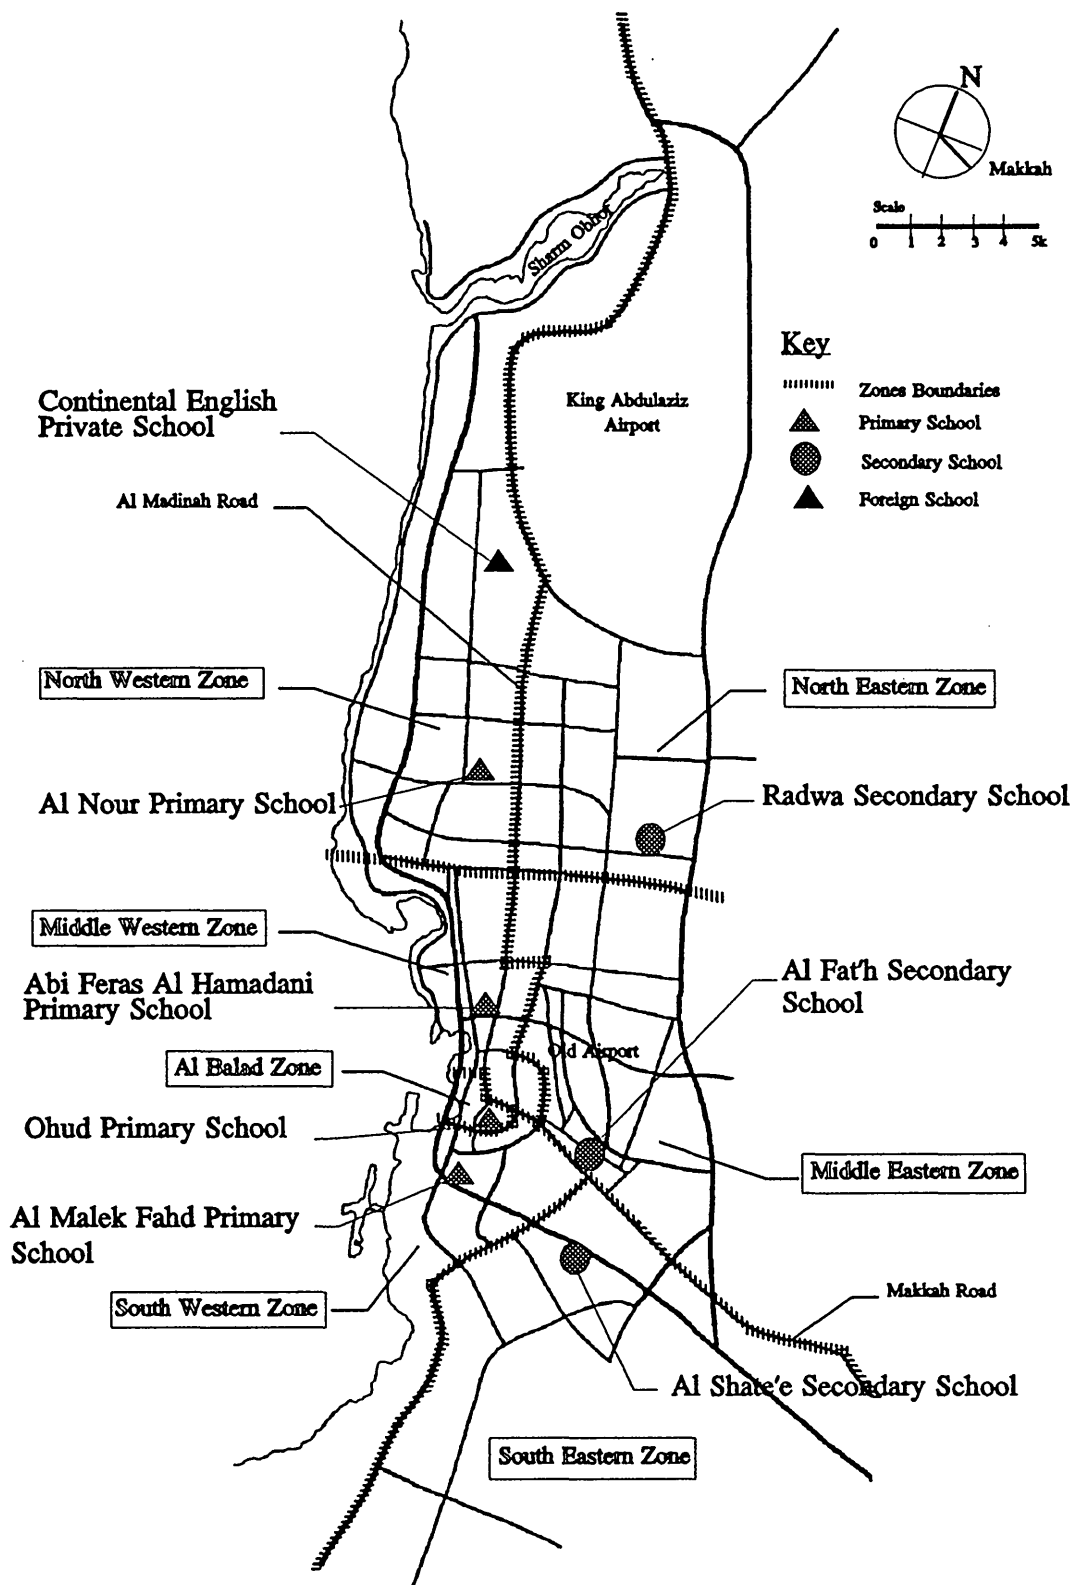 N
Makkah
Scale
0 1 2 3 4 5k
Sharm Obhor
Key
Zones Boundaries
Primary School
Secondary School
Foreign School
King Abdulaziz
Airport
Continental English
Private School
Al Madinah Road
North Western Zone
North Eastern Zone
Al Nour Primary School
Radwa Secondary School
Middle Western Zone
Abi Feras Al Hamadani
Primary School
Al Fat'h Secondary
School
Old Airport
Al Balad Zone
Ohud Primary School
Middle Eastern Zone
Al Malek Fahd Primary
School
South Western Zone
Makkah Road
Al Shate'e Secondary School
South Eastern Zone